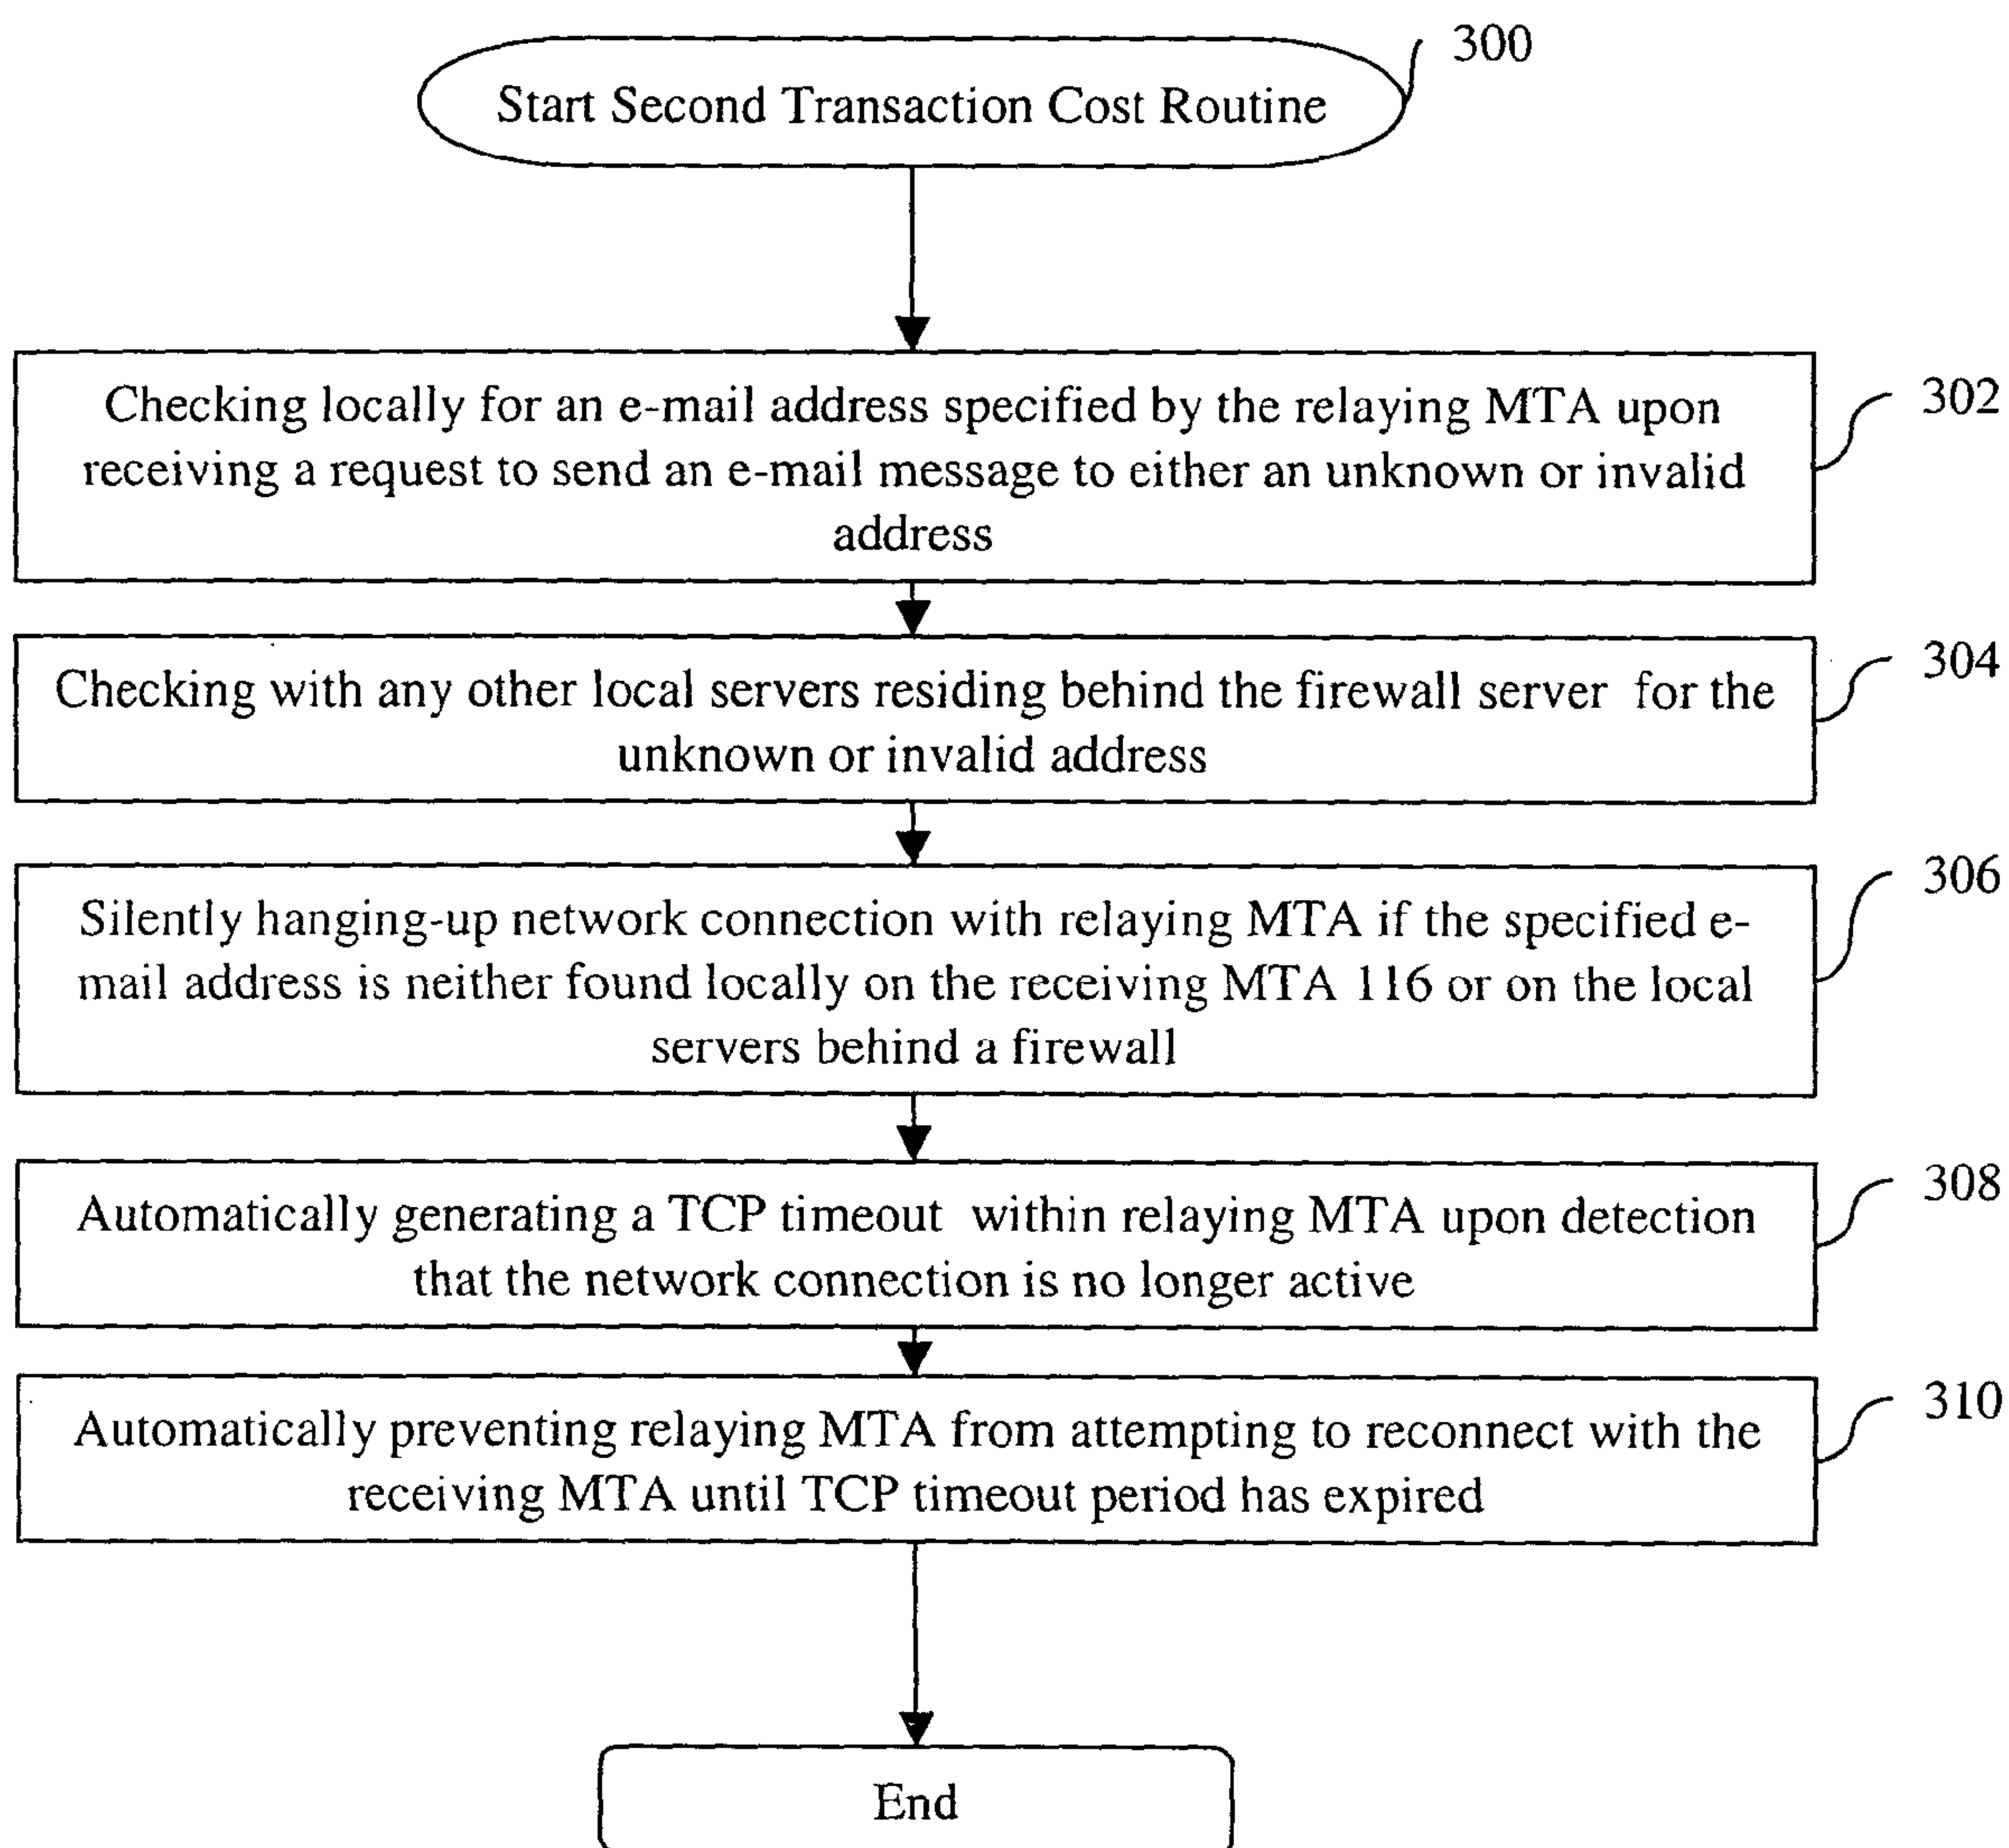 300
Start Second Transaction Cost Routine
302
Checking locally for an e-mail address specified by the relaying MTA upon
receiving a request to send an e-mail message to either an unknown or invalid
address
304
Checking with any other local servers residing behind the firewall server for the
unknown or invalid address
306
Silently hanging-up network connection with relaying MTA if the specified e-
mail address is neither found locally on the receiving MTA 116 or on the local
servers behind a firewall
308
Automatically generating a TCP timeout within relaying MTA upon detection
that the network connection is no longer active
310
Automatically preventing relaying MTA from attempting to reconnect with the
receiving MTA until TCP timeout period has expired
End